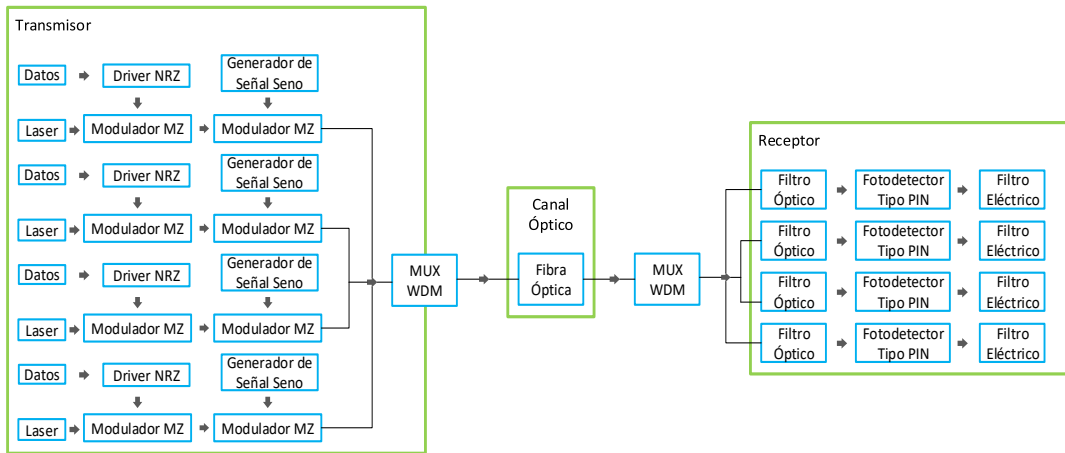 Transmisor
Datos
Driver NRZ
Generador de
Señal Seno
Laser
Modulador MZ
Modulador MZ
Datos
Driver NRZ
Generador de
Señal Seno
Laser
Modulador MZ
Modulador MZ
Datos
Driver NRZ
Generador de
Señal Seno
Laser
Modulador MZ
Modulador MZ
Datos
Driver NRZ
Generador de
Señal Seno
Laser
Modulador MZ
Modulador MZ
MUX
WDM
Canal
Óptico
Fibra
Óptica
MUX
WDM
Receptor
Filtro
Óptico
Fotodetector
Tipo PIN
Filtro
Eléctrico
Filtro
Óptico
Fotodetector
Tipo PIN
Filtro
Eléctrico
Filtro
Óptico
Fotodetector
Tipo PIN
Filtro
Eléctrico
Filtro
Óptico
Fotodetector
Tipo PIN
Filtro
Eléctrico